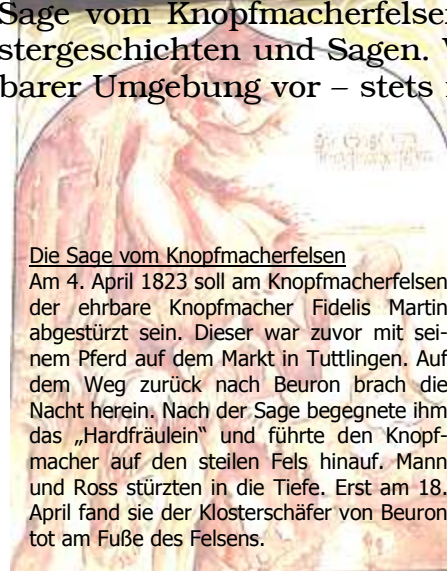 Sage vom Knopfmacherfelsen
stergeschichten und Sagen.
barer Umgebung vor – stets
Die Sage vom Knopfmacherfelsen
Am 4. April 1823 soll am Knopfmacherfelsen
der ehrbare Knopfmacher Fidelis Martin
abgestürzt sein. Dieser war zuvor mit sei-
nem Pferd auf dem Markt in Tuttlingen. Auf
dem Weg zurück nach Beuron brach die
Nacht herein. Nach der Sage begegnete ihm
das „Hardfräulein“ und führte den Knopf-
macher auf den steilen Fels hinauf. Mann
und Ross stürzten in die Tiefe. Erst am 18.
April fand sie der Klosterschäfer von Beuron
tot am Fuße des Felsens.